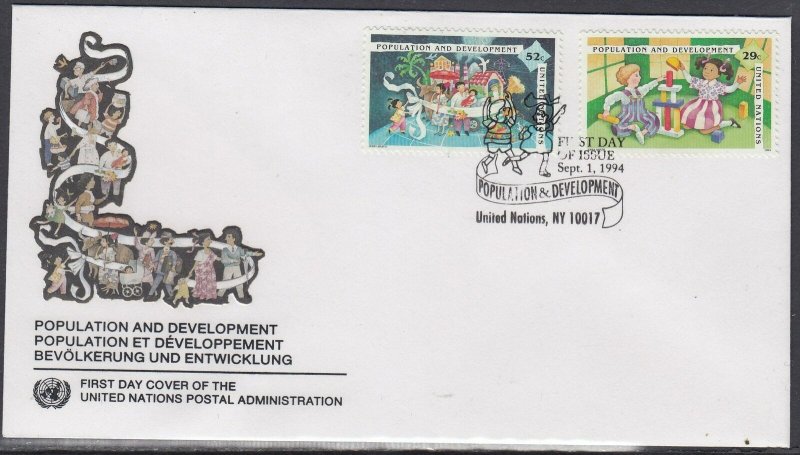 POPULATION AND DEVELOPMENT
52c
UNITED NATIONS
POPULATION AND DEVELOPMENT
29c
UNITED NATIONS
FIRST DAY
OF ISSUE
Sept. 1, 1994
POPULATION & DEVELOPMENT
United Nations, NY 10017
POPULATION AND DEVELOPMENT
POPULATION ET DÉVELOPPEMENT
BEVÖLKERUNG UND ENTWICKLUNG
FIRST DAY COVER OF THE
UNITED NATIONS POSTAL ADMINISTRATION